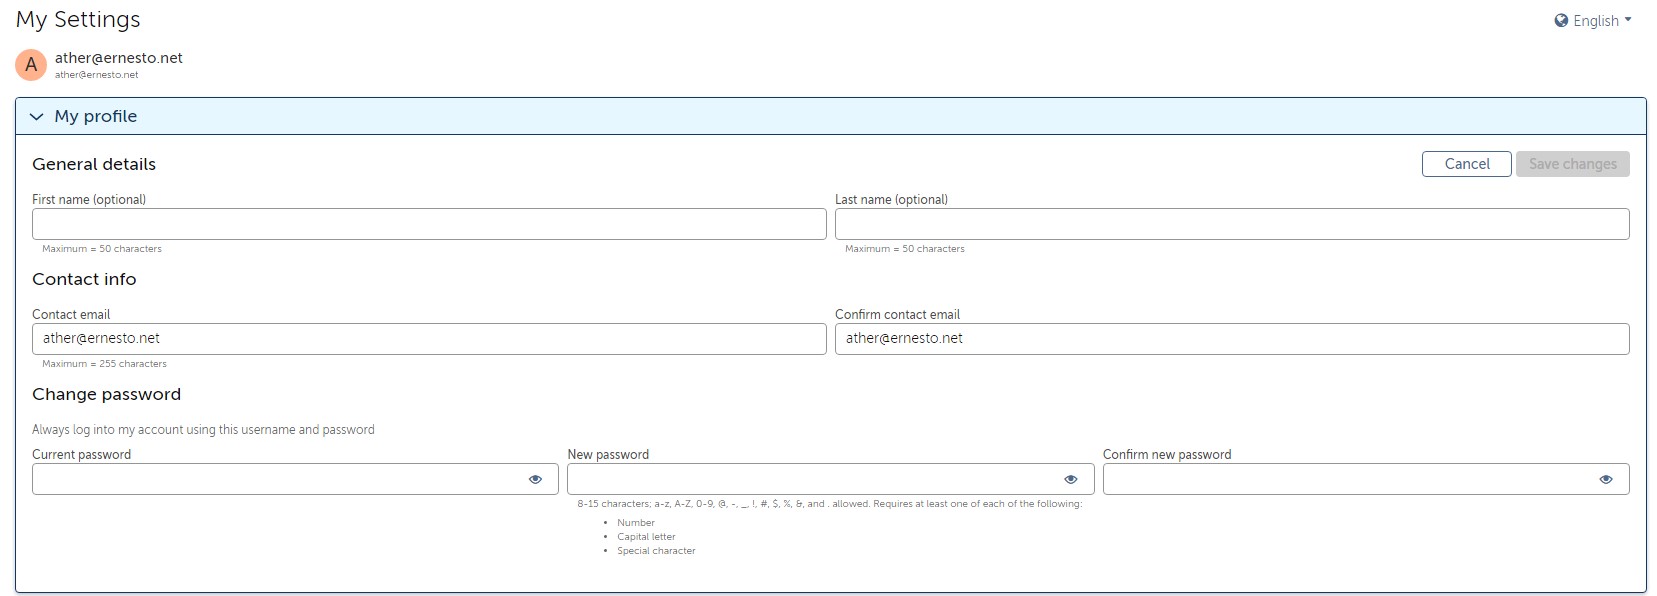 My Settings
English
A
ather@ernesto.net
ather@ernesto.net
My profile
General details
Cancel
Save changes
First name (optional)
Last name (optional)
Maximum = 50 characters
Maximum = 50 characters
Contact info
Contact email
Confirm contact email
ather@ernesto.net
ather@ernesto.net
Maximum = 255 characters
Change password
Always log into my account using this username and password
Current password
New password
Confirm new password
8-15 characters; a-z, A-Z, 0-9, @, -, _, !, #, $, %, &, and . allowed. Requires at least one of each of the following:
• Number
• Capital letter
• Special character